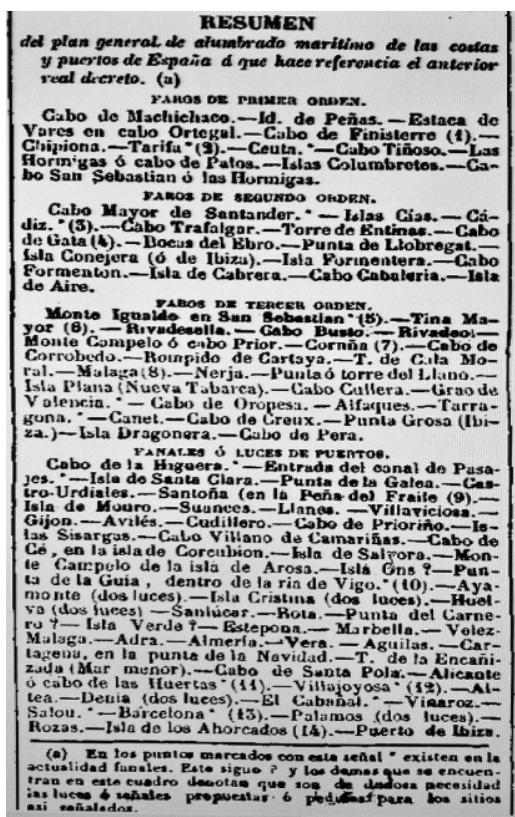 RESUMEN
del plan general de alumbrado maritimo de las costas
y puertos de España á que hace referencia el anterior
real decreto. (a)
FAROS DE PRIMER ORDEN.
Cabo de Machichaco.—Id. de Peñas.—Estaca de
Vares en cabo Ortegal.—Cabo de Finisterre (1).—
Chipiona.—Tarifa * (2).—Ceuta. *—Cabo Tiñoso.—Las
Hormigas ó cabo de Palos.—Islas Columbretes.—Ca-
bo San Sebastian ó las Hormigas.
FAROS DE SEGUNDO ORDEN.
Cabo Mayor de Santander. * — Islas Cías.—Cá-
diz. * (3).—Cabo Trafalgar.—Torre de Entinas.—Cabo
de Gata (4).—Bocas del Ebro.—Punta de Llobregat.—
Isla Conejera (ó de Ibiza).—Isla Formentera.—Cabo
Formenton.—Isla de Cabrera.—Cabo Cabaleria.—Isla
de Aire.
FAROS DE TERCER ORDEN.
Monte Igualdo en San Sebastian * (5).—Tina Ma-
yor (6).—Rivadesella.—Cabo Busto.—Rivadeo.—
Monte Campelo ó cabo Prior.—Cornña (7).—Cabo de
Corrobedo.—Rompido de Cartaya.—T. de Cala Mo-
ral.—Malaga (8).—Nerja.—Punta ó torre del Llano.—
Isla Plana (Nueva Tabarca).—Cabo Cullera.—Grao de
Valencia. * — Cabo de Oropesa. — Alfaques.—Tarra-
gona. *—Canet.—Cabo de Creux.—Punta Grosa (Ibi-
za.)—Isla Dragonera.—Cabo de Pera.
FANALES Ó LUCES DE PUERTOS.
Cabo de la Higuera. *—Entrada del canal de Pasa-
jes. *—Isla de Santa Clara.—Punta de la Galea.—Cas-
tro-Urdiales.—Santoña (en la Peña del Fraile (9).—
Isla de Mouro.—Suances.—Llanes.—Villaviciosa.—
Gijon.—Avilés.—Cudillero.—Cabo de Prioriño.—Is-
las Sisargas.—Cabo Villano de Camariñas.—Cabo de
Cé, en la isla de Corcubion.—Isla de Salvora.—Mon-
te Campelo de la isla de Arosa.—Isla Ons ?—Pun-
ta de la Guia, dentro de la ria de Vigo. * (10).—Aya-
monte (dos luces).—Isla Cristina (dos luces).—Huel-
va (dos luces) —Sanlúcar.—Rota.—Punta del Carne-
ro ?— Isla Verde ?—Estepona.— Marbella.— Velez-
Malaga.—Adra.—Almería.—Vera.— Aguilas.—Car-
tagena, en la punta de la Navidad.—T. de la Encañi-
zada (Mar menor).—Cabo de Santa Pola.—Alicante
ó cabo de las Huertas * (11).—Villajoyosa * (12).—Al-
tea.—Denia (dos luces).—El Cabañal. *—Vinaroz.—
Salou. *—Barcelona * (13).—Palamos (dos luces).—
Rozas.—Isla de los Ahorcados (14).—Puerto de Ibiza.
(a) En los puntos marcados con esta señal * existen en la
actualidad fanales. Este signo ? y los demas que se encuen-
tran en este cuadro denotan que son de dudosa necesidad
las luces ó señales propuestas ó pedidas para los sitios
asi señalados.